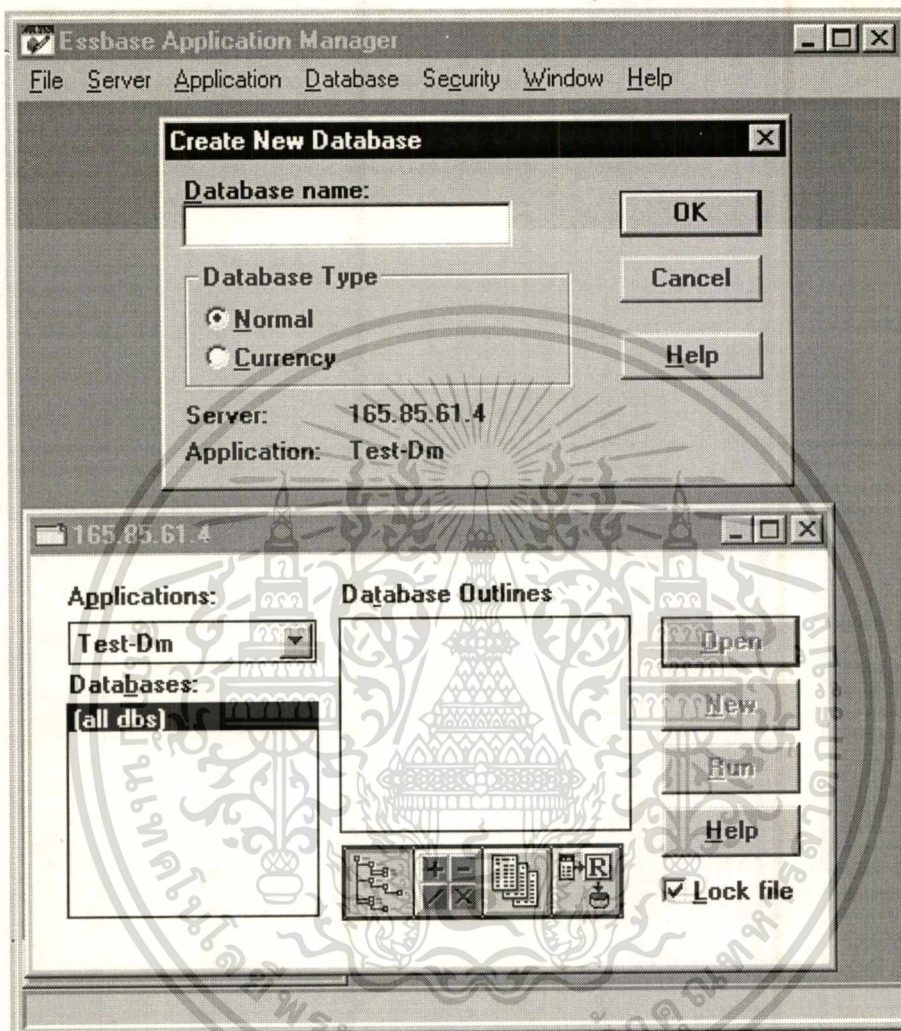 Essbase Application Manager
File Server Application Database Security Window Help
Create New Database
Database name:
OK
Database Type
Cancel
Normal
Currency
Help
Server: 165.85.61.4
Application: Test-Dm
165.85.61.4
Applications:
Database Outlines
Test-Dm
Open
Databases:
(all dbs)
New
Run
Help
Lock file
R